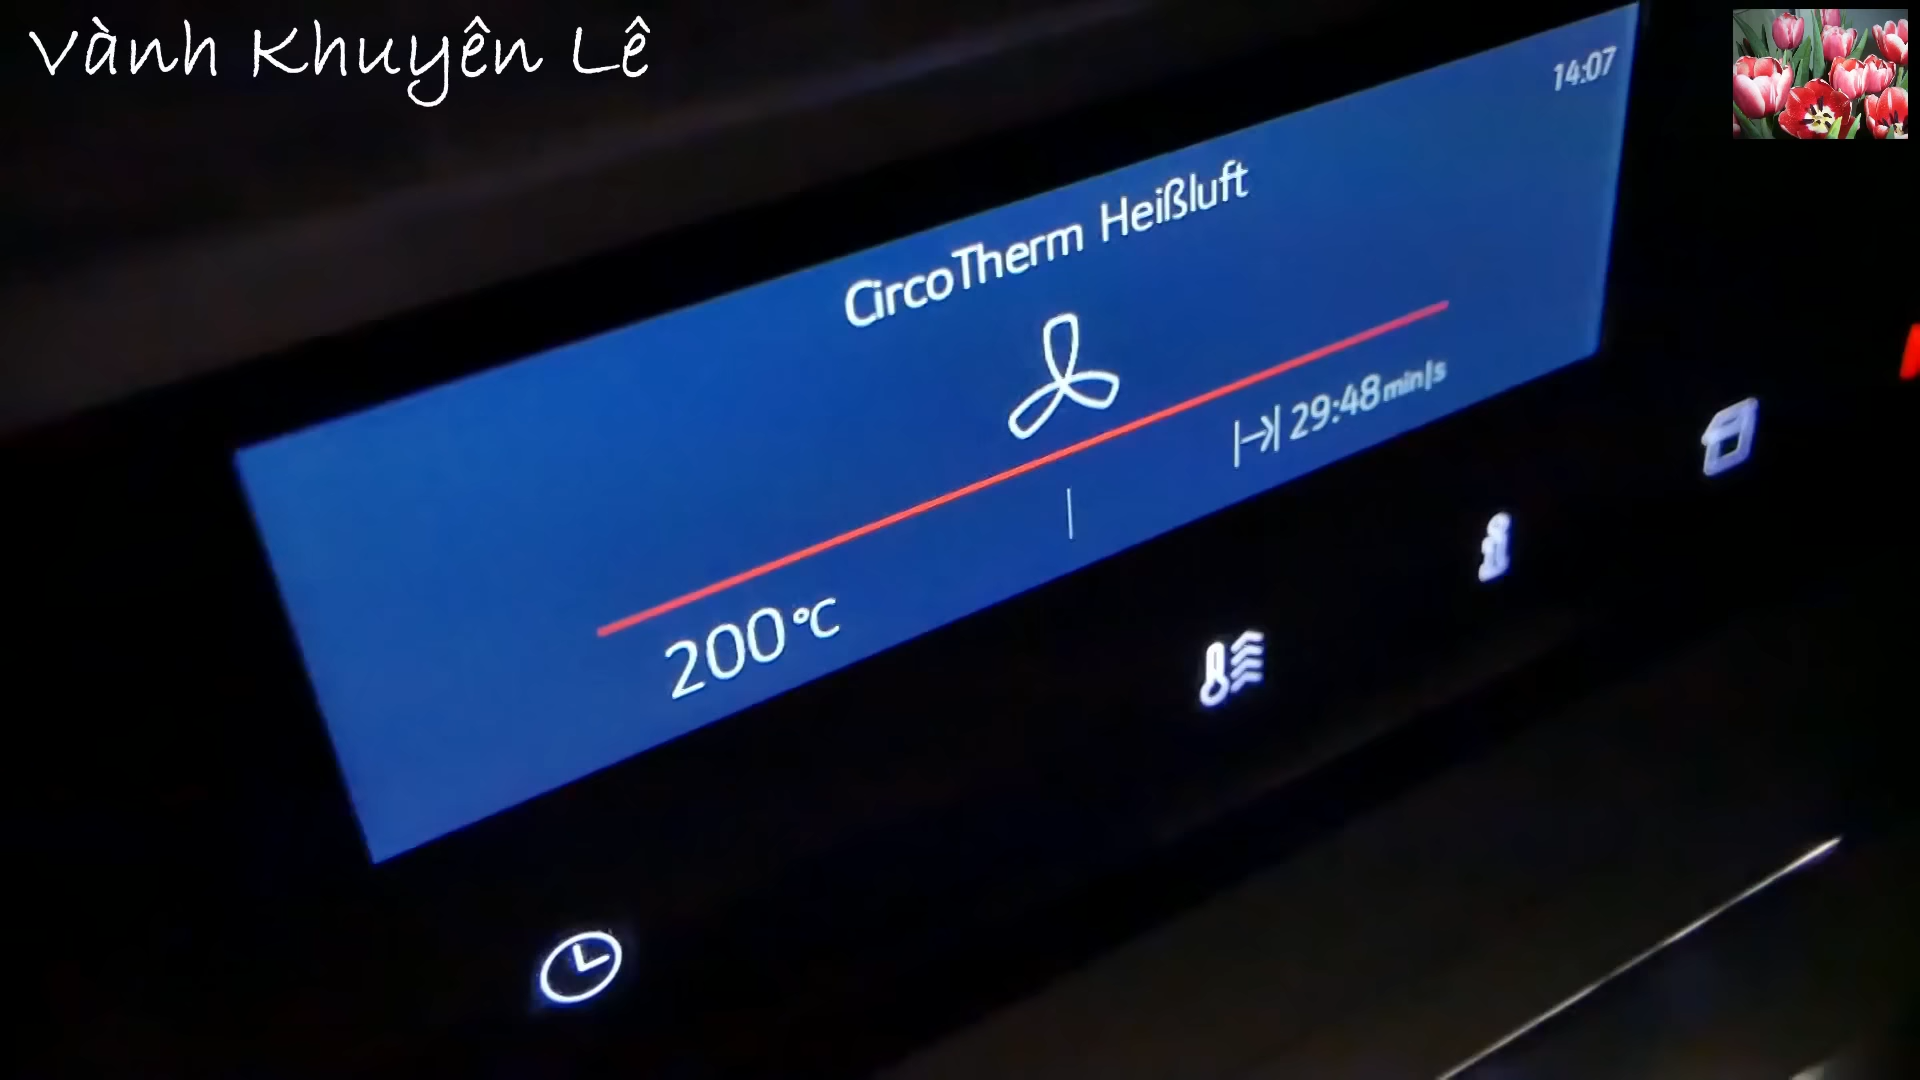 Vành Khuyên Lê
14:07
CircoTherm Heißluft
29:48 min|s
200°C